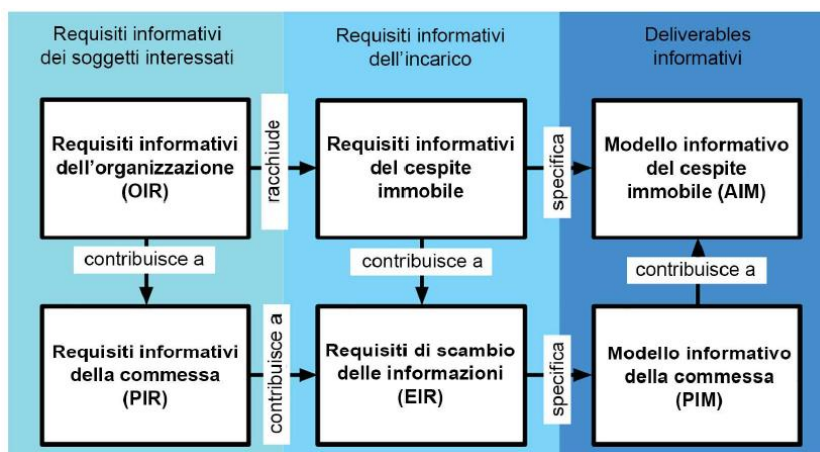 Requisiti informativi
dei soggetti interessati
Requisiti informativi
dell'incarico
Deliverables
informativi
Requisiti informativi
dell'organizzazione
(OIR)
racchiude
Requisiti informativi
del cespite
immobile
specifica
Modello informativo
del cespite
immobile (AIM)
contribuisce a
contribuisce a
contribuisce a
Requisiti informativi
della commessa
(PIR)
contribuisce a
Requisiti di scambio
delle informazioni
(EIR)
specifica
Modello informativo
della commessa
(PIM)